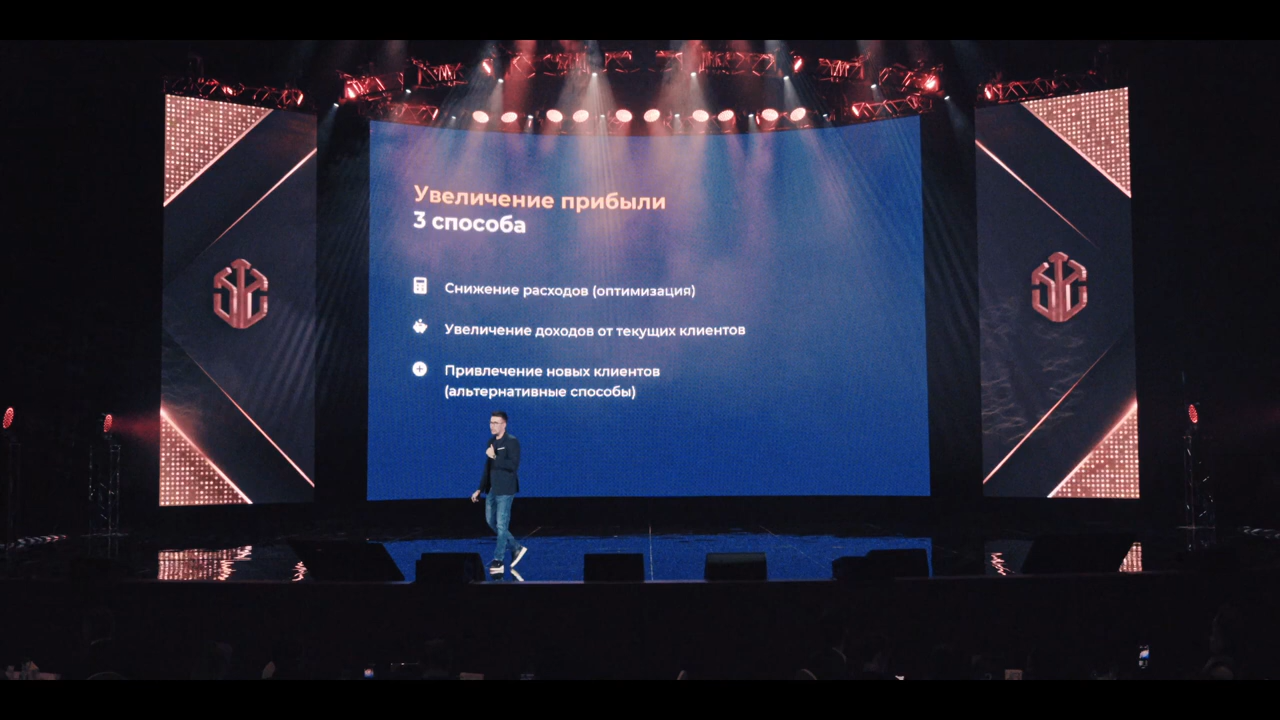 Увеличение прибыли
3 способа
Снижение расходов (оптимизация)
Увеличение доходов от текущих клиентов
Привлечение новых клиентов
(альтернативные способы)